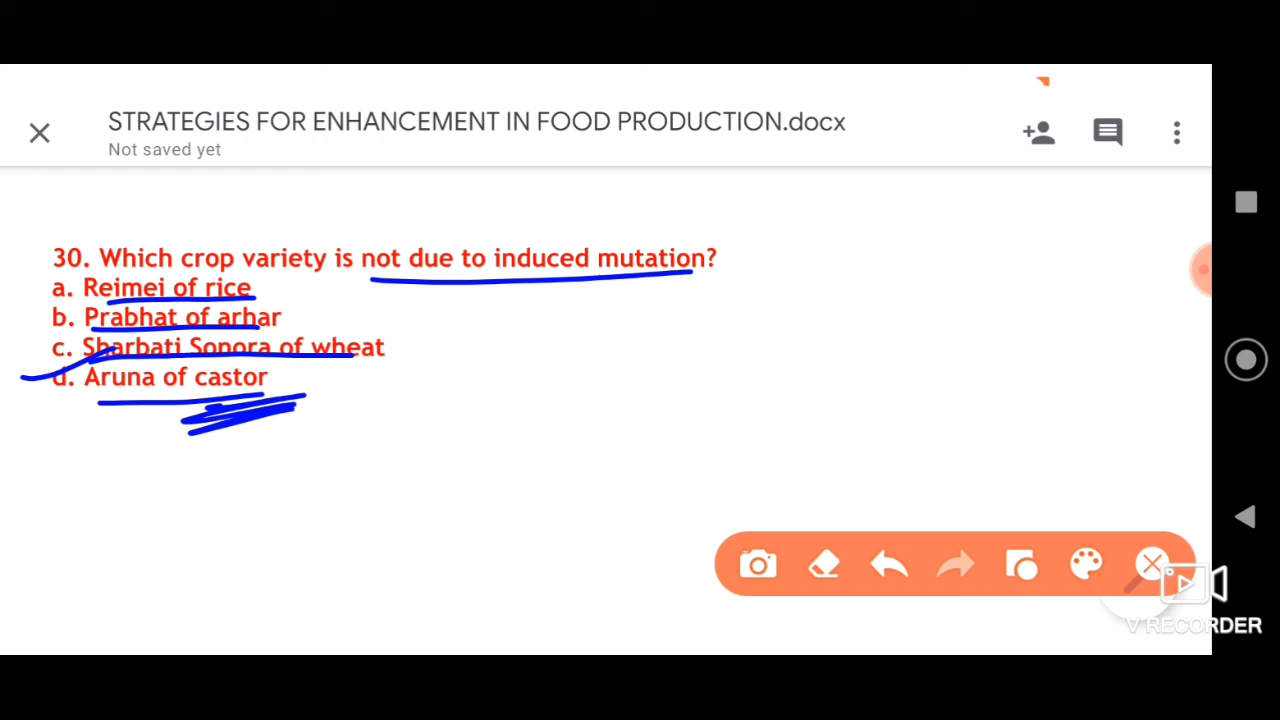 STRATEGIES FOR ENHANCEMENT IN FOOD PRODUCTION.docx
Not saved yet
30. Which crop variety is not due to induced mutation?
a. Reimei of rice
b. Prabhat of arhar
c. Sharbati Sonora of wheat
d. Aruna of castor
V RECORDER